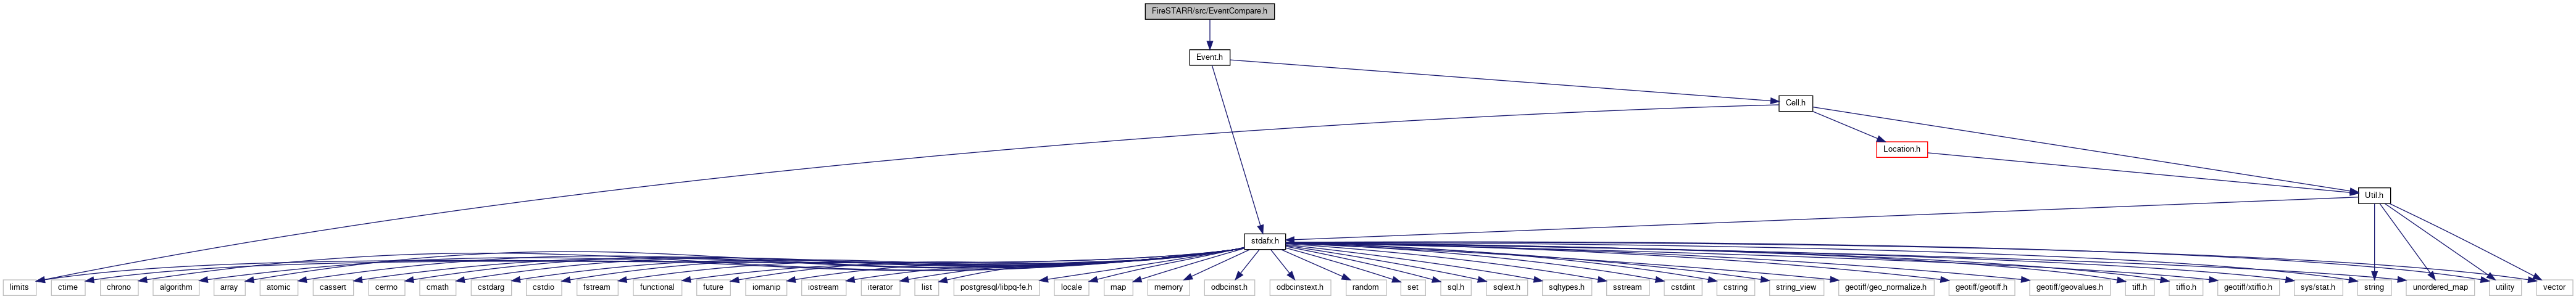 FireSTARR/src/EventCompare.h
Event.h
Cell.h
Location.h
Util.h
stdafx.h
limits
ctime
chrono
algorithm
array
atomic
cassert
cerrno
cmath
cstdarg
cstdio
fstream
functional
future
iomanip
iostream
iterator
list
postgresql/libpq-fe.h
locale
map
memory
odbcinst.h
odbcinstext.h
random
set
sql.h
sqlext.h
sqltypes.h
sstream
cstdint
cstring
string_view
geotiff/geo_normalize.h
geotiff/geotiff.h
geotiff/geovalues.h
tiff.h
tiffio.h
geotiff/xtiffio.h
sys/stat.h
string
unordered_map
utility
vector